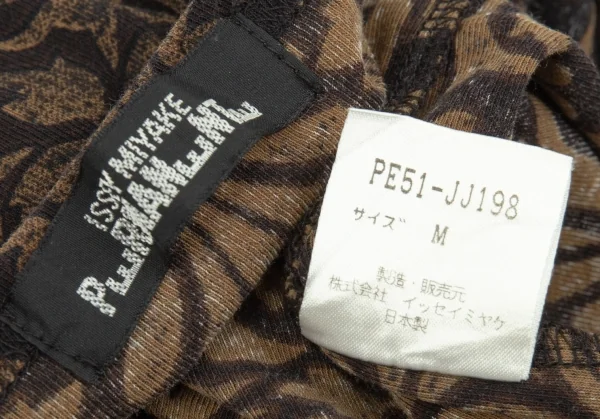 ISSEY MIYAKE
PERMANENTE
PE51-JJ198
サイズ M
製造・販売元
株式会社 イッセイミヤケ
日本製